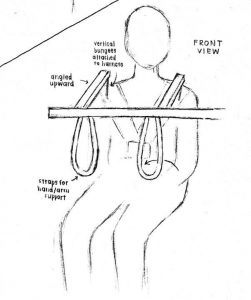 vertical
bungees
attached
to harness
FRONT
VIEW
angled
upward
straps for
hand/arm
support